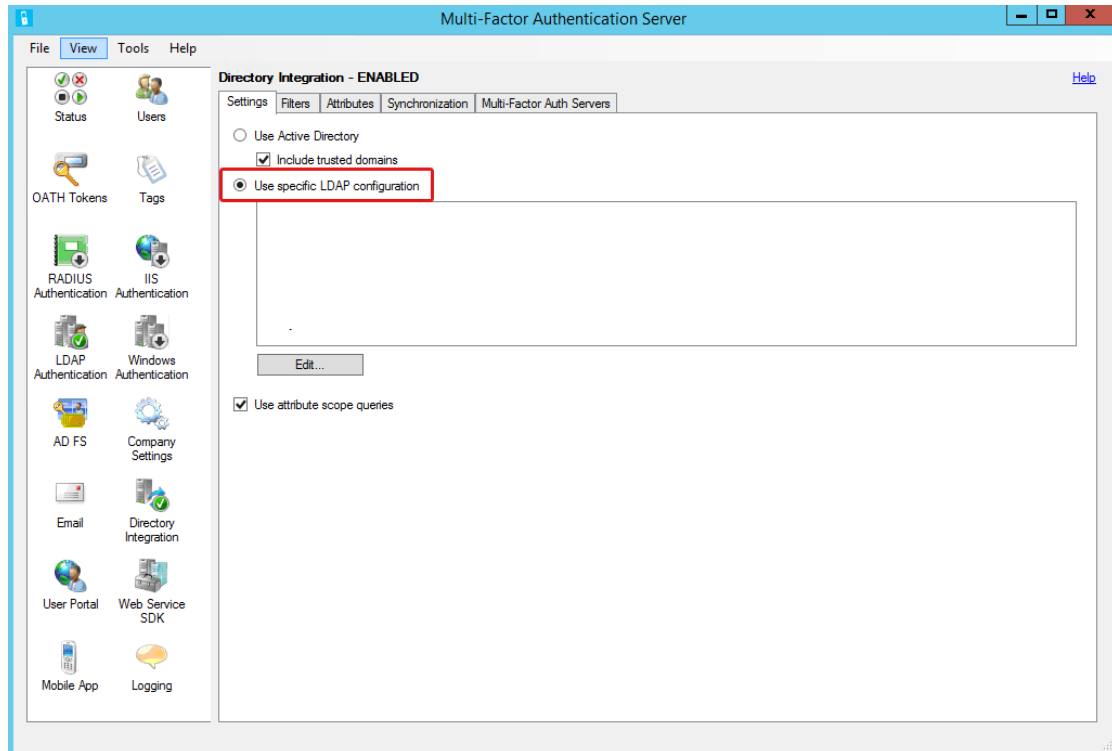 Multi-Factor Authentication Server
File View Tools Help
Status Users
OATH Tokens Tags
RADIUS Authentication IIS Authentication
LDAP Authentication Windows Authentication
AD FS Company Settings
Email Directory Integration
User Portal Web Service SDK
Mobile App Logging
Directory Integration - ENABLED Help
Settings Filters Attributes Synchronization Multi-Factor Auth Servers
Use Active Directory
Include trusted domains
Use specific LDAP configuration
Edit...
Use attribute scope queries